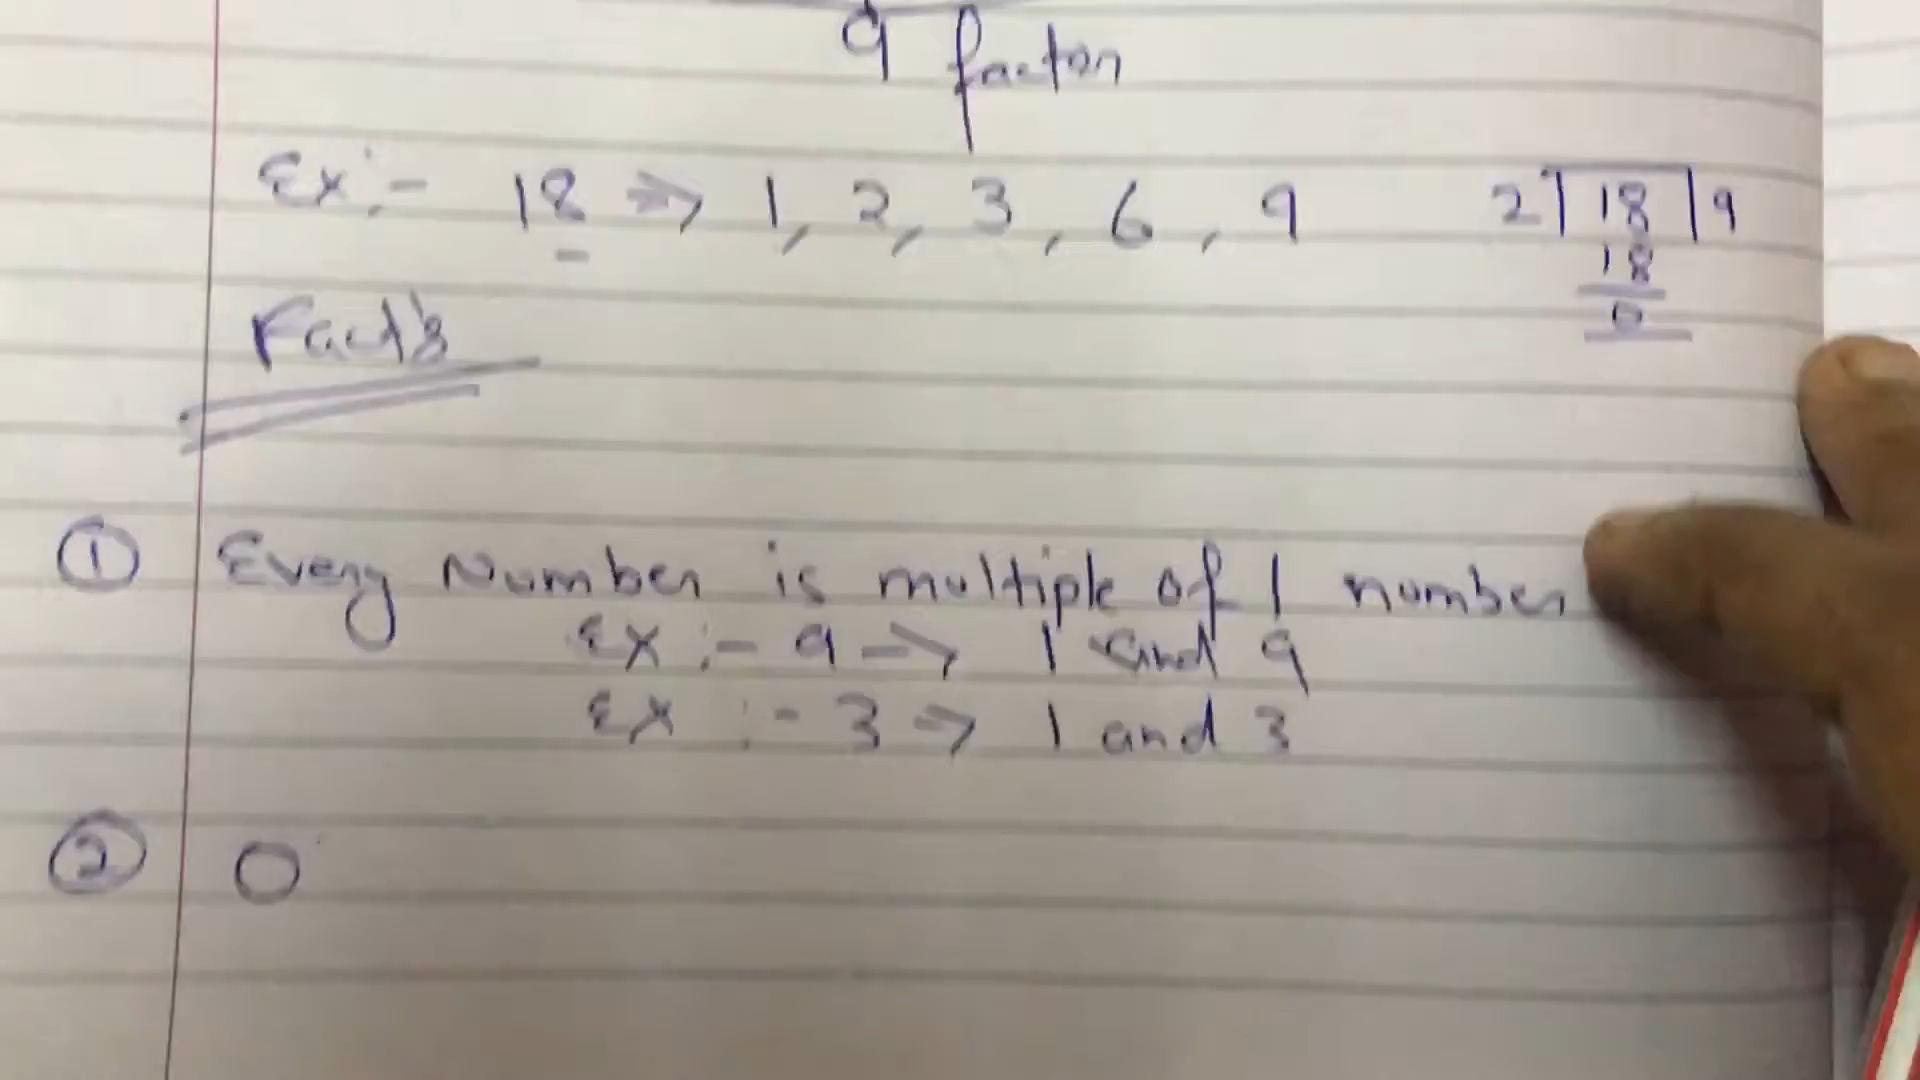 9 factor
Ex:- 18 => 1, 2, 3, 6, 9
2 | 18 | 9
18
0
Fact's
① Every Number is multiple of 1 number
Ex :- 9 -> 1 and 9
Ex :- 3 => 1 and 3
② 0